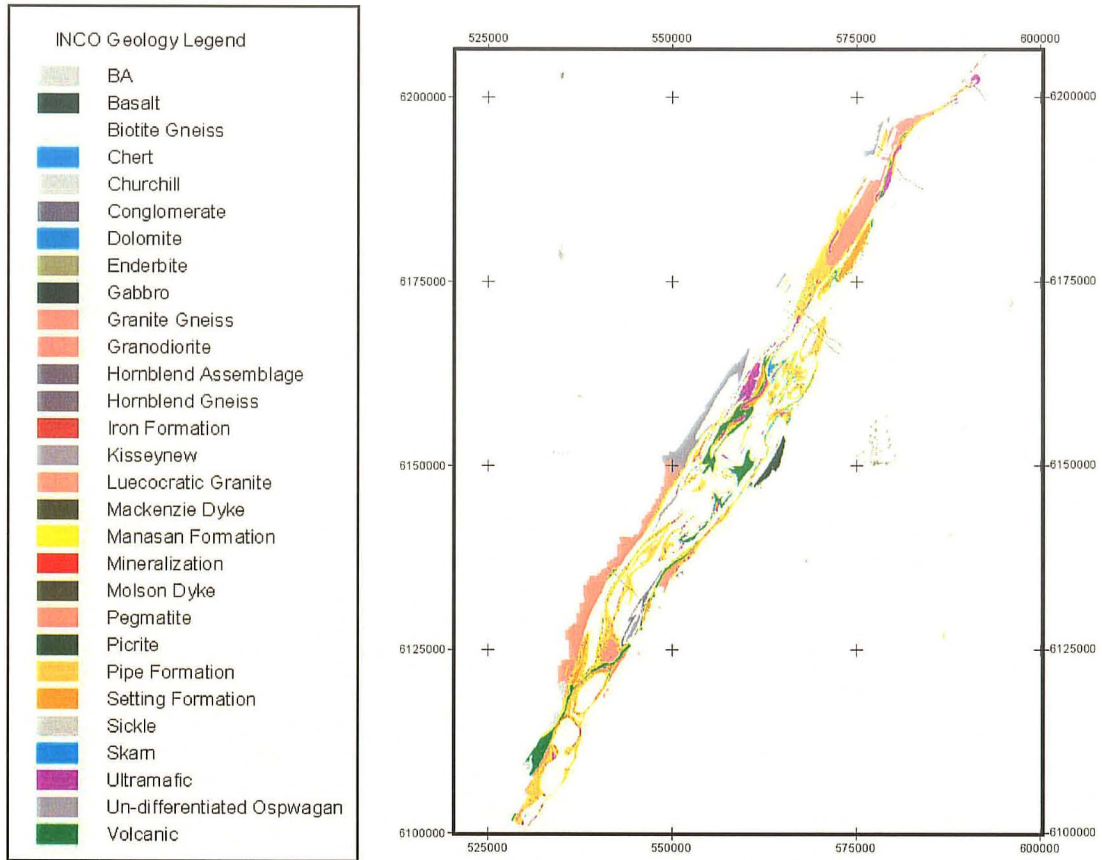 INCO Geology Legend
BA
Basalt
Biotite Gneiss
Chert
Churchill
Conglomerate
Dolomite
Enderbite
Gabbro
Granite Gneiss
Granodiorite
Hornblend Assemblage
Hornblend Gneiss
Iron Formation
Kisseynew
Luecocratic Granite
Mackenzie Dyke
Manasan Formation
Mineralization
Molson Dyke
Pegmatite
Picrite
Pipe Formation
Setting Formation
Sickle
Skarn
Ultramafic
Un-differentiated Ospwagan
Volcanic
525000 550000 575000 600000
6200000 6200000
6175000 6175000
6150000 6150000
6125000 6125000
6100000 6100000
525000 550000 575000 600000